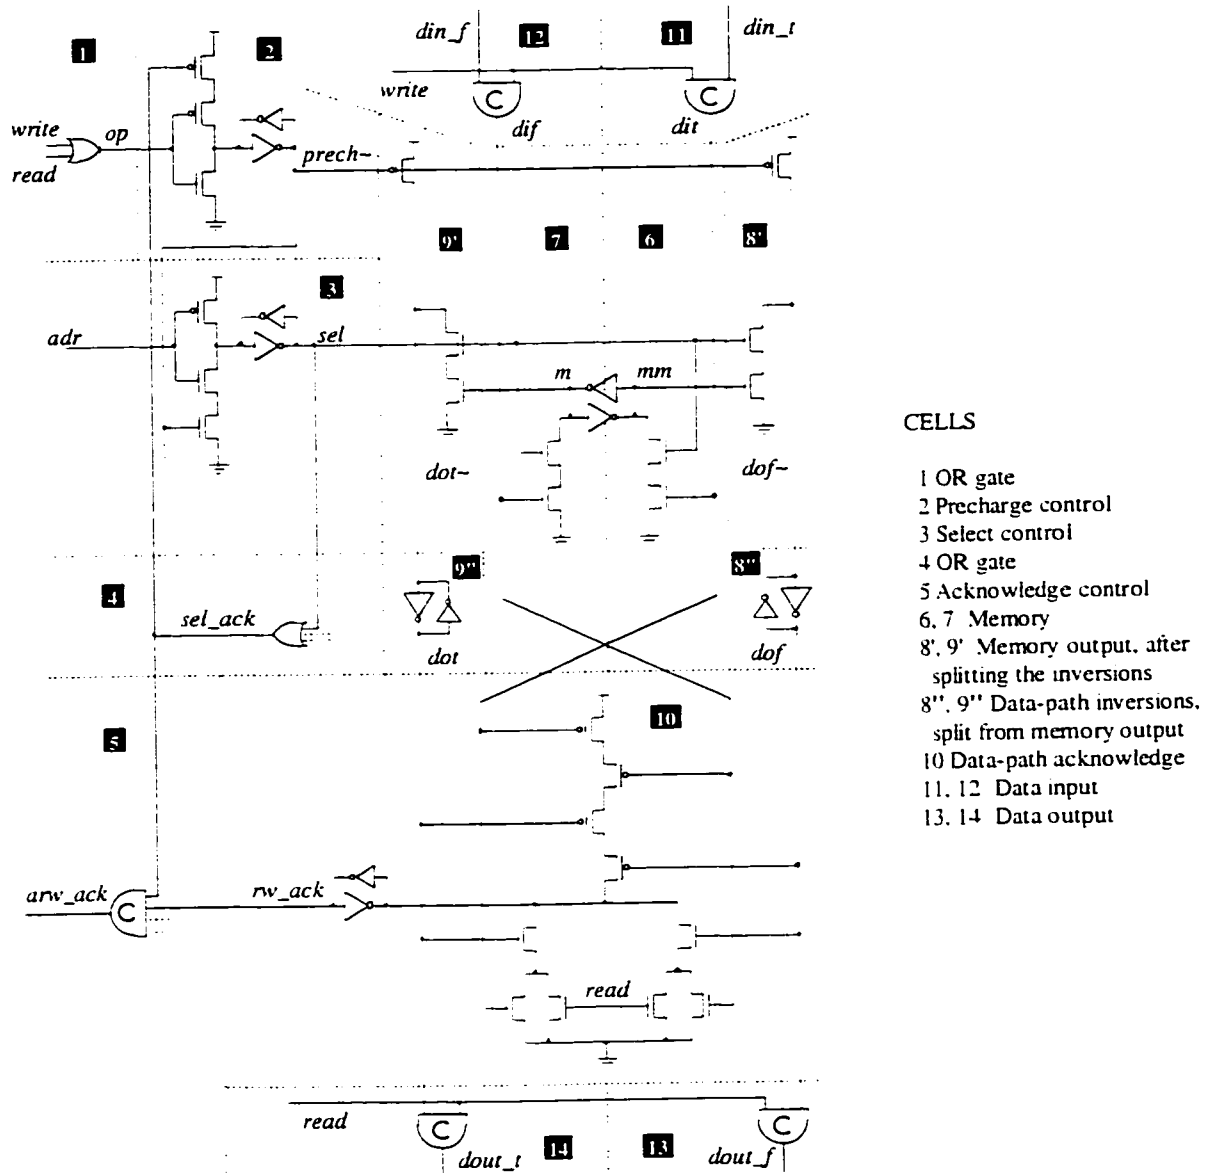 din_f
12
11
din_t
1
2
write
C
C
write
op
dif
dit
prech~
read
9'
7
6
8'
3
adr
sel
m
mm
CELLS
dot~
dof~
1 OR gate
2 Precharge control
3 Select control
4 OR gate
5 Acknowledge control
6, 7 Memory
8', 9' Memory output, after
splitting the inversions
8'', 9'' Data-path inversions,
split from memory output
10 Data-path acknowledge
11, 12 Data input
13, 14 Data output
9''
8''
4
sel_ack
dot
dof
10
5
arw_ack
rw_ack
C
read
read
C
C
14
13
dout_t
dout_f